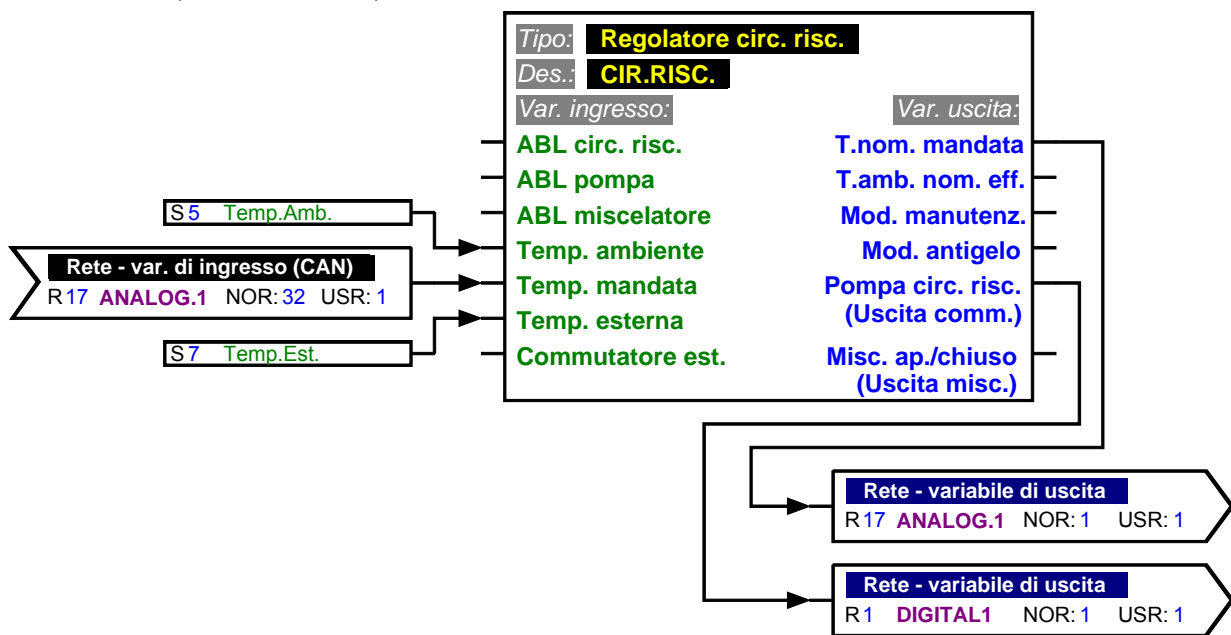 Tipo: Regolatore circ. risc.
Des.: CIR.RISC.
Var. ingresso: Var. uscita:
ABL circ. risc. T.nom. mandata
ABL pompa T.amb. nom. eff.
ABL miscelatore Mod. manutenz.
S 5 Temp.Amb.
Temp. ambiente Mod. antigelo
Rete - var. di ingresso (CAN)
R 17 ANALOG.1 NOR: 32 USR: 1
Temp. mandata Pompa circ. risc.
(Uscita comm.)
Temp. esterna
S 7 Temp.Est.
Commutatore est. Misc. ap./chiuso
(Uscita misc.)
Rete - variabile di uscita
R 17 ANALOG.1 NOR: 1 USR: 1
Rete - variabile di uscita
R 1 DIGITAL1 NOR: 1 USR: 1